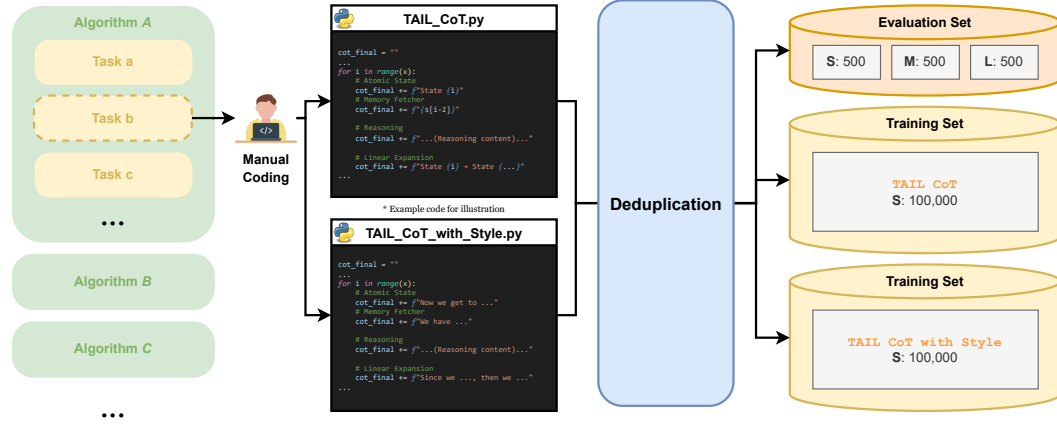 Algorithm A
Task a
Task b
Task c
...
Algorithm B
Algorithm C
...
</>
Manual
Coding
TAIL_CoT.py
cot_final = ""
...
for i in range(x):
# Atomic State
cot_final += f"State {i}"
# Memory Fetcher
cot_final += f"{s[i-1]}"
# Reasoning
cot_final += f"...(Reasoning content)..."
# Linear Expansion
cot_final += f"State {i} → State {...}"
...
* Example code for illustration
TAIL_CoT_with_Style.py
cot_final = ""
...
for i in range(x):
# Atomic State
cot_final += f"Now we get to ..."
# Memory Fetcher
cot_final += f"We have ..."
# Reasoning
cot_final += f"...(Reasoning content)..."
# Linear Expansion
cot_final += f"Since we ..., then we ..."
...
Deduplication
Evaluation Set
S: 500 M: 500 L: 500
Training Set
TAIL CoT
S: 100,000
Training Set
TAIL CoT with Style
S: 100,000